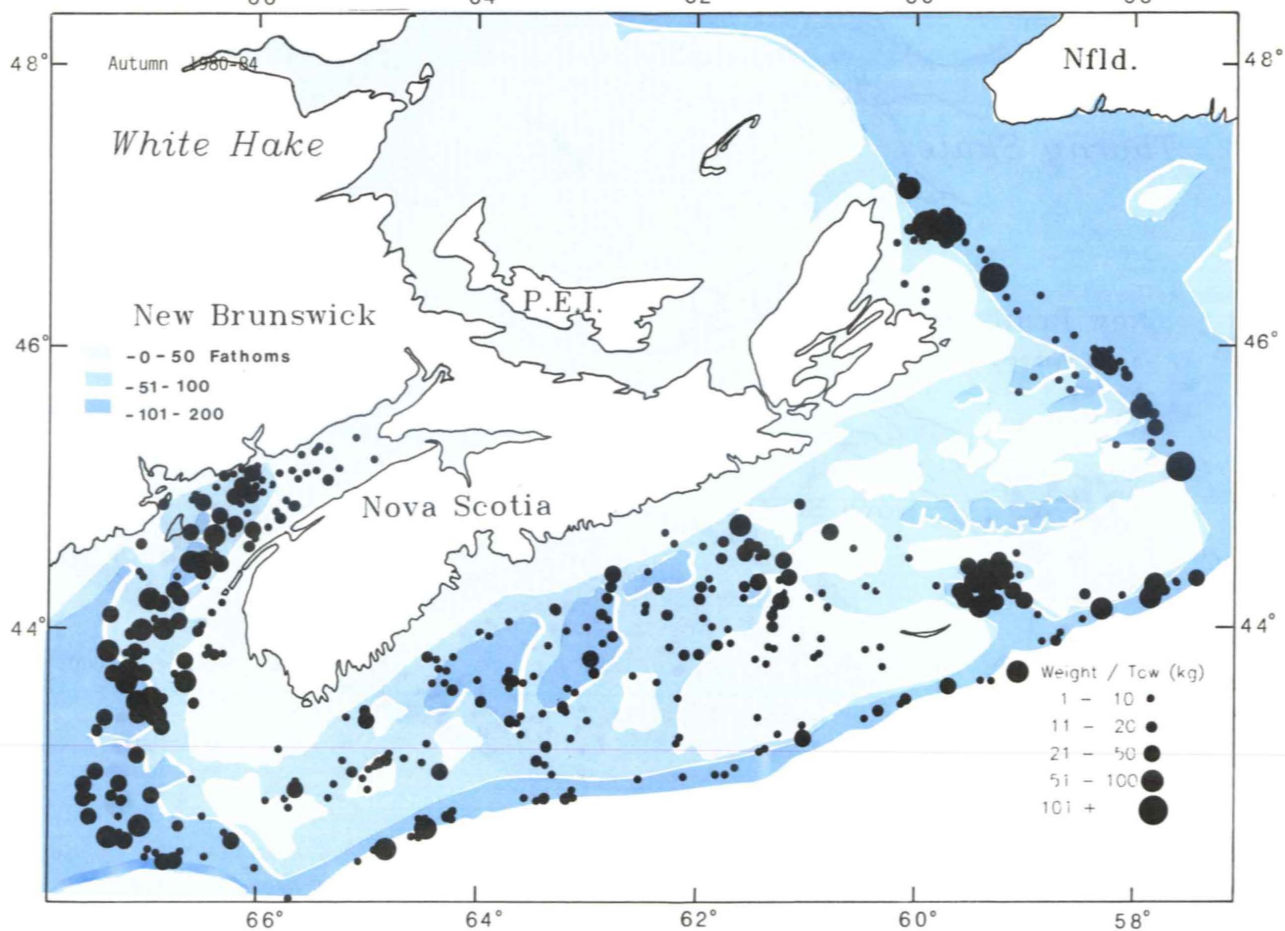 48°
Autumn 1980-84
Nfld.
48°
White Hake
P.E.I.
New Brunswick
46°
46°
-0-50 Fathoms
-51-100
-101-200
Nova Scotia
44°
44°
Weight / Tow (kg)
1 - 10
11 - 20
21 - 50
51 - 100
101 +
66°
64°
62°
60°
58°